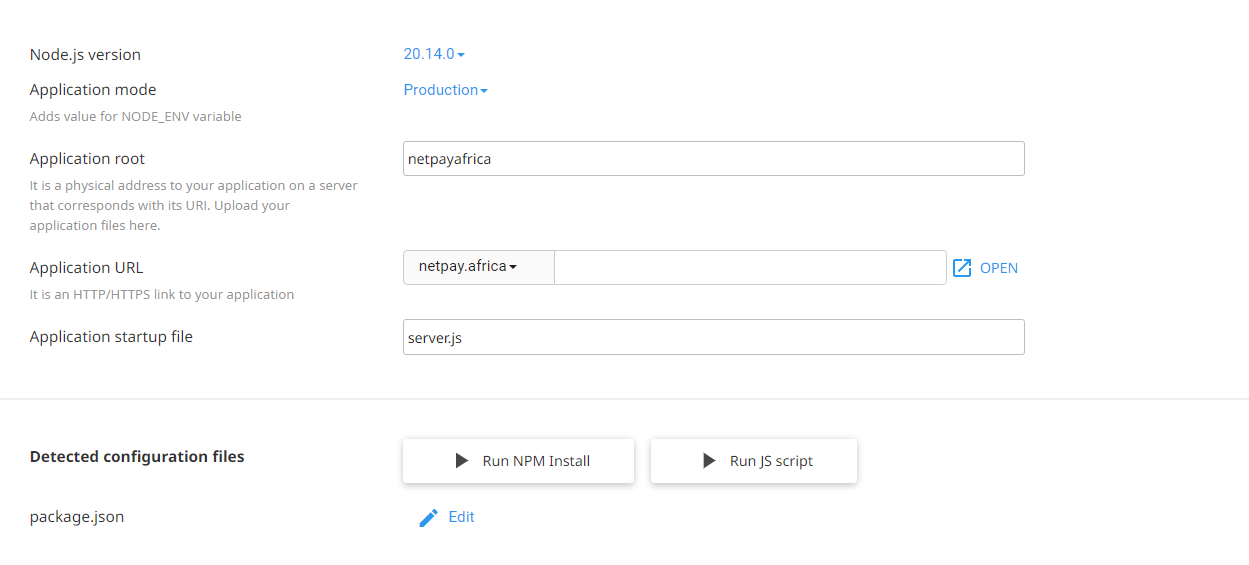 Node.js version 20.14.0
Application mode Production
Adds value for NODE_ENV variable
Application root netpayafrica
It is a physical address to your application on a server
that corresponds with its URI. Upload your
application files here.
Application URL netpay.africa OPEN
It is an HTTP/HTTPS link to your application
Application startup file server.js
Detected configuration files Run NPM Install Run JS script
package.json Edit